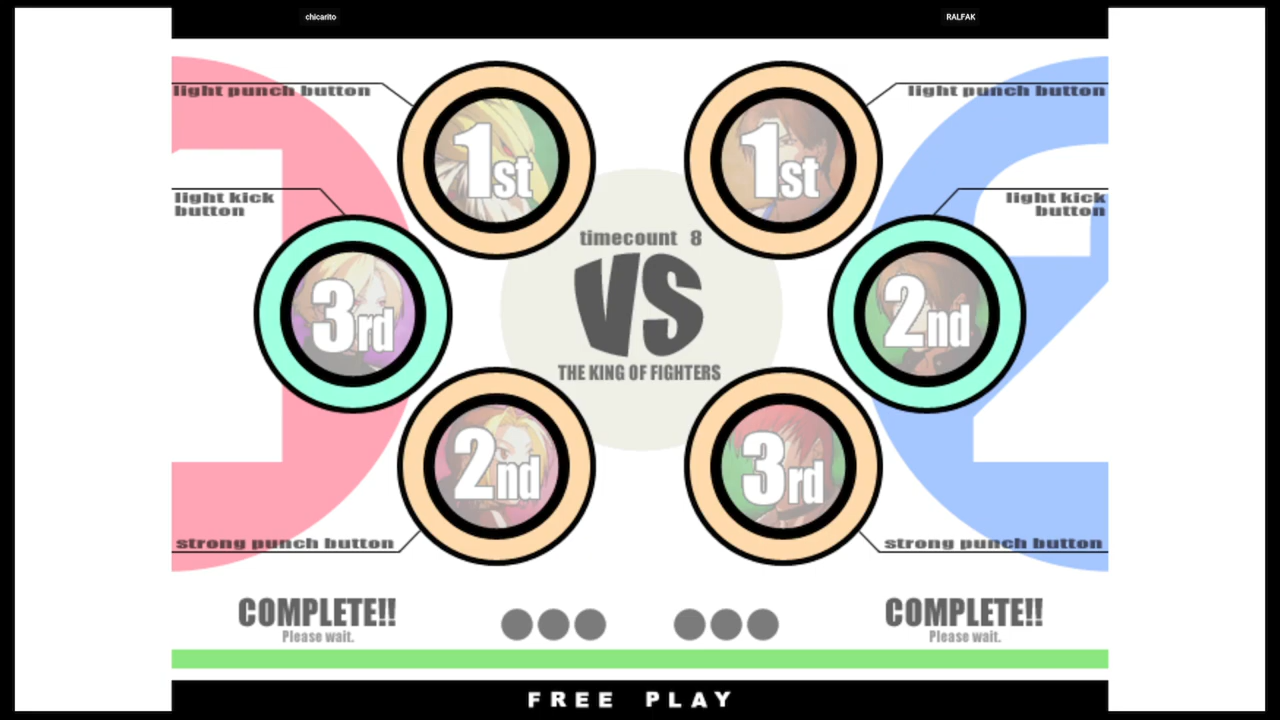 chicarito
RALFAK
light punch button
light punch button
1st
1st
light kick
button
light kick
button
timecount 8
VS
THE KING OF FIGHTERS
3rd
2nd
2nd
3rd
strong punch button
strong punch button
COMPLETE!!
Please wait.
COMPLETE!!
Please wait.
FREE PLAY